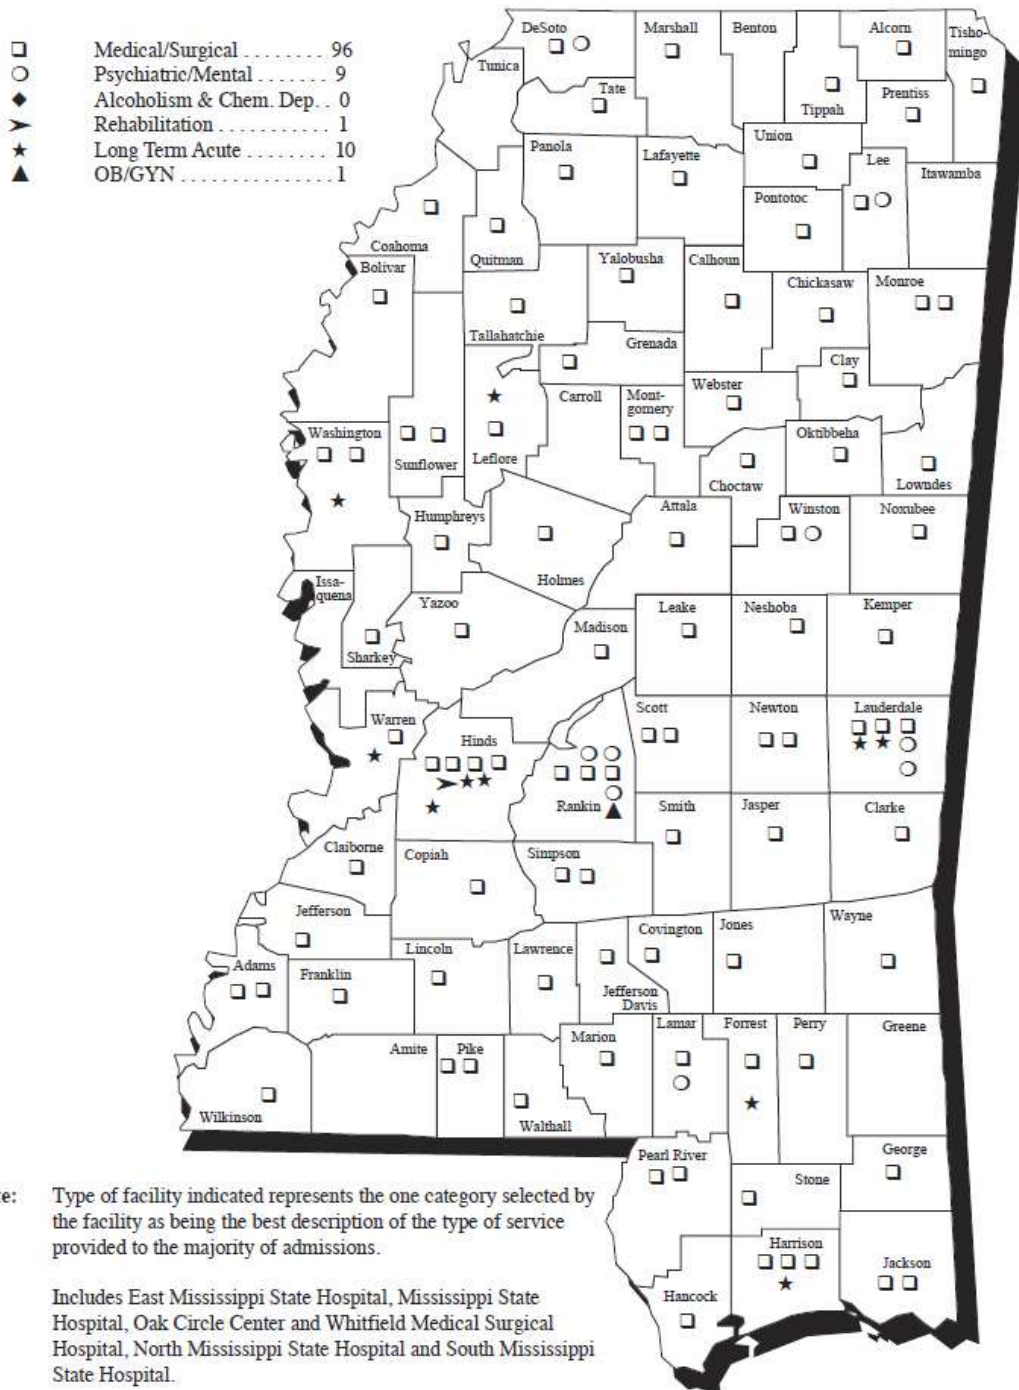 Medical/Surgical . . . . . . . . 96
Psychiatric/Mental . . . . . . . 9
Alcoholism & Chem. Dep. . 0
Rehabilitation . . . . . . . . . . . 1
Long Term Acute . . . . . . . . 10
OB/GYN . . . . . . . . . . . . . . . 1
DeSoto
Marshall
Benton
Alcorn
Tisho-
mingo
Tunica
Tate
Tippah
Prentiss
Panola
Lafayette
Union
Lee
Itawamba
Pontotoc
Coahoma
Quitman
Yalobusha
Calhoun
Bolivar
Chickasaw
Monroe
Tallahatchie
Grenada
Clay
Carroll
Mont-
gomery
Webster
Washington
Sunflower
Leflore
Oktibbeha
Choctaw
Lowndes
Humphreys
Attala
Winston
Noxubee
Holmes
Issa-
quena
Yazoo
Leake
Neshoba
Kemper
Madison
Sharkey
Warren
Scott
Newton
Lauderdale
Hinds
Rankin
Smith
Jasper
Clarke
Claiborne
Copiah
Simpson
Jefferson
Covington
Jones
Wayne
Lincoln
Lawrence
Adams
Franklin
Jefferson
Davis
Marion
Lamar
Forrest
Perry
Greene
Amite
Pike
Wilkinson
Walthall
Pearl River
George
Stone
Harrison
Jackson
Hancock
te: Type of facility indicated represents the one category selected by
the facility as being the best description of the type of service
provided to the majority of admissions.
Includes East Mississippi State Hospital, Mississippi State
Hospital, Oak Circle Center and Whitfield Medical Surgical
Hospital, North Mississippi State Hospital and South Mississippi
State Hospital.